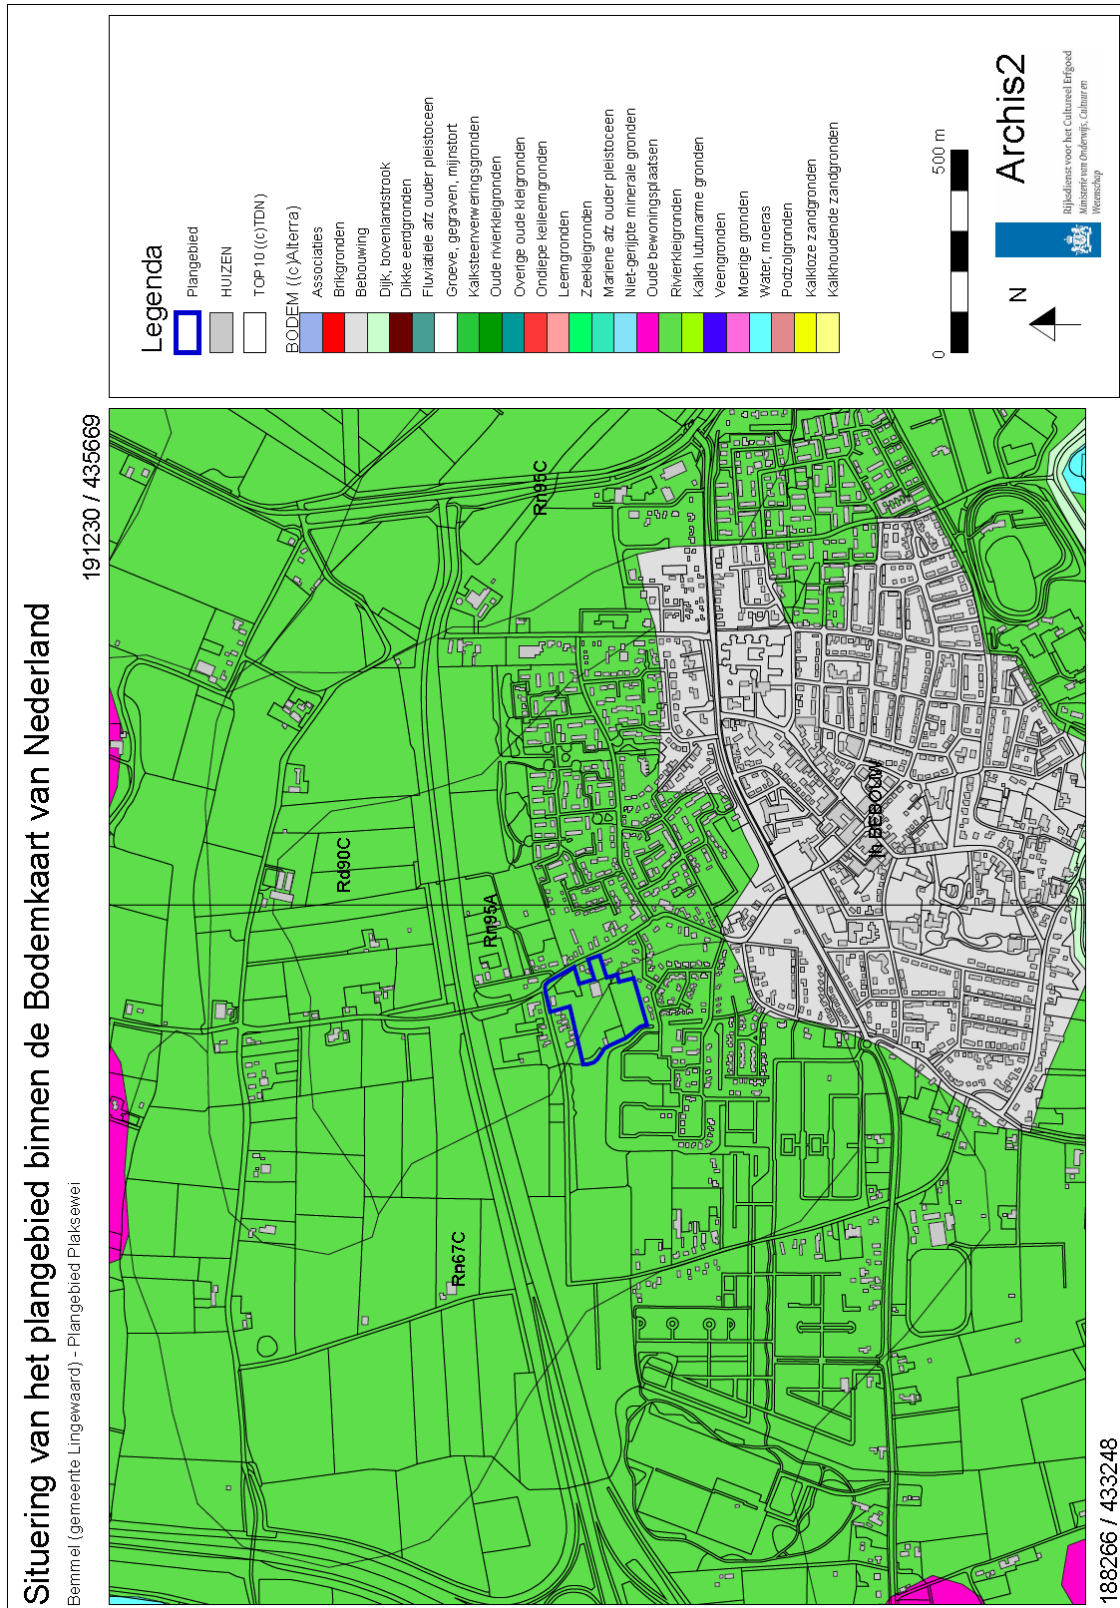 Situering van het plangebied binnen de Bodemkaart van Nederland
Bemmel (gemeente Lingewaard) - Plangebied Plaksewei
191230 / 435669
Rn95C
Rd90C
Rn95A
Rn67C
In BEBOUW
188266 / 433248
Legenda
Plangebied
HUIZEN
TOP10 ((c)TDN)
BODEM ((c)Alterra)
Associaties
Brikgronden
Bebouwing
Dijk, bovenlandstrook
Dikke eerdgronden
Fluviatiele afz ouder pleistoceen
Groeve, gegraven, mijnstort
Kalksteenverweringsgronden
Oude rivierkleigronden
Overige oude kleigronden
Ondiepe keileemgronden
Leemgronden
Zeekleigronden
Mariene afz ouder pleistoceen
Niet-gerijpte minerale gronden
Oude bewoningsplaatsen
Rivierkleigronden
Kalkh lutumarme gronden
Veengronden
Moerige gronden
Water, moeras
Podzolgronden
Kalkloze zandgronden
Kalkhoudende zandgronden
0
500 m
N
Archis2
Rijksdienst voor het Cultureel Erfgoed
Ministerie van Onderwijs, Cultuur en
Wetenschap